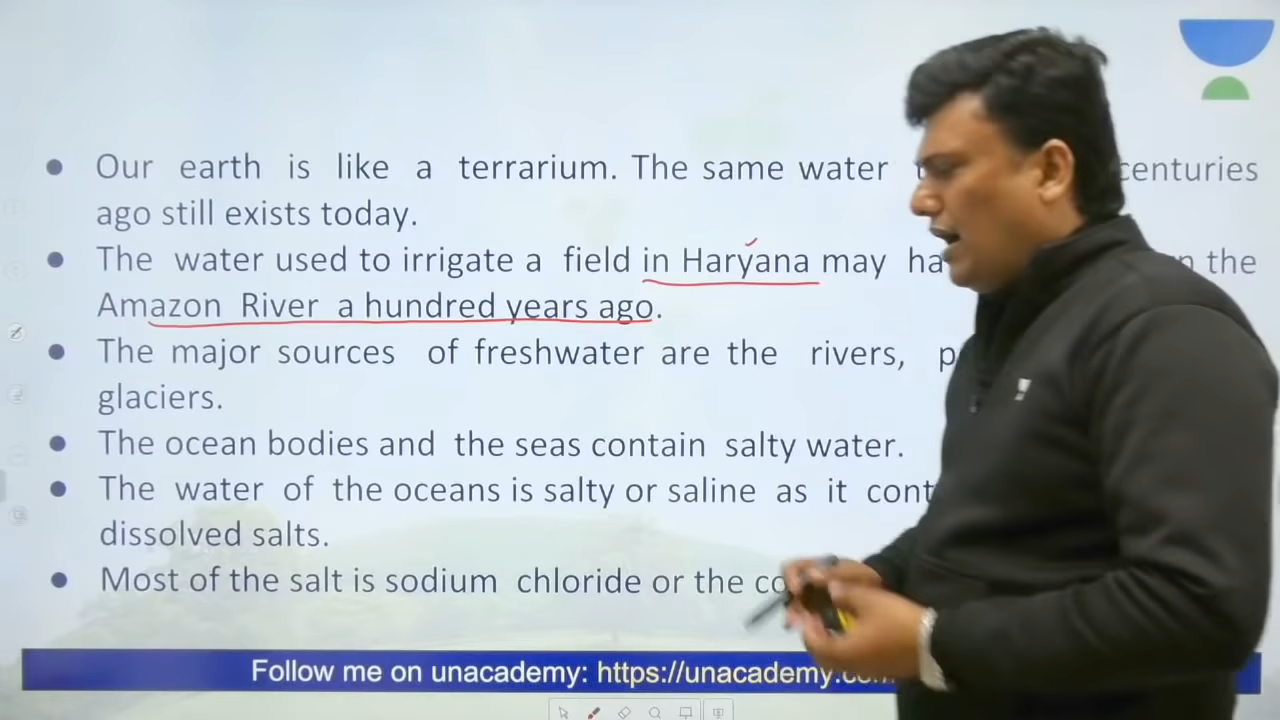 ● Our earth is like a terrarium. The same water centuries
ago still exists today.
● The water used to irrigate a field in Haryana may ha the
Amazon River a hundred years ago.
● The major sources of freshwater are the rivers, p
glaciers.
● The ocean bodies and the seas contain salty water.
● The water of the oceans is salty or saline as it cont
dissolved salts.
● Most of the salt is sodium chloride or the co
Follow me on unacademy: https://unacademy.co